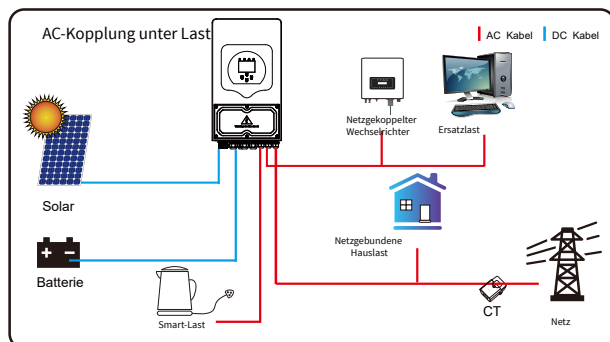 AC-Kopplung unter Last
AC Kabel
DC Kabel
Netzgekoppelter
Wechselrichter
Ersatzlast
Solar
Netzgebundene
Hauslast
Batterie
Smart-Last
CT
Netz